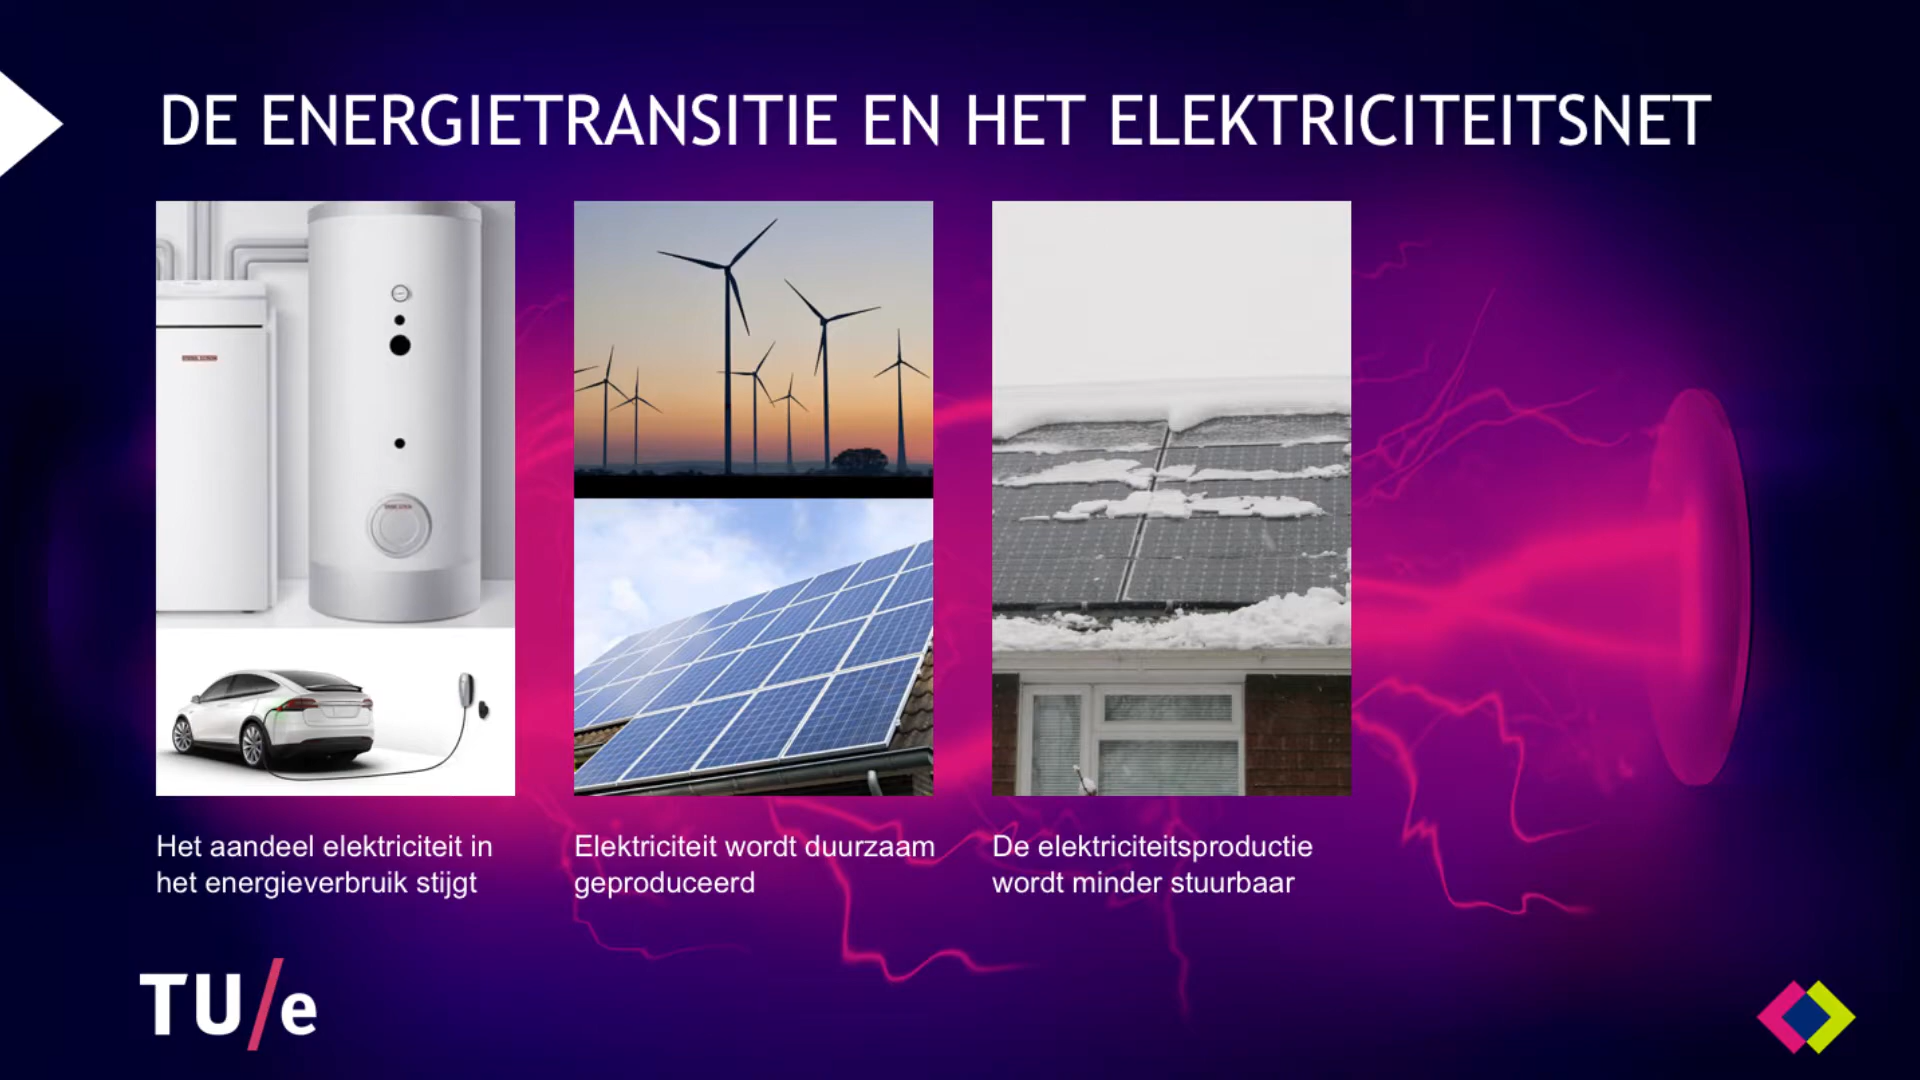 DE ENERGIETRANSITIE EN HET ELEKTRICITEITSNET
Het aandeel elektriciteit in
het energieverbruik stijgt
Elektriciteit wordt duurzaam
geproduceerd
De elektriciteitsproductie
wordt minder stuurbaar
TU/e